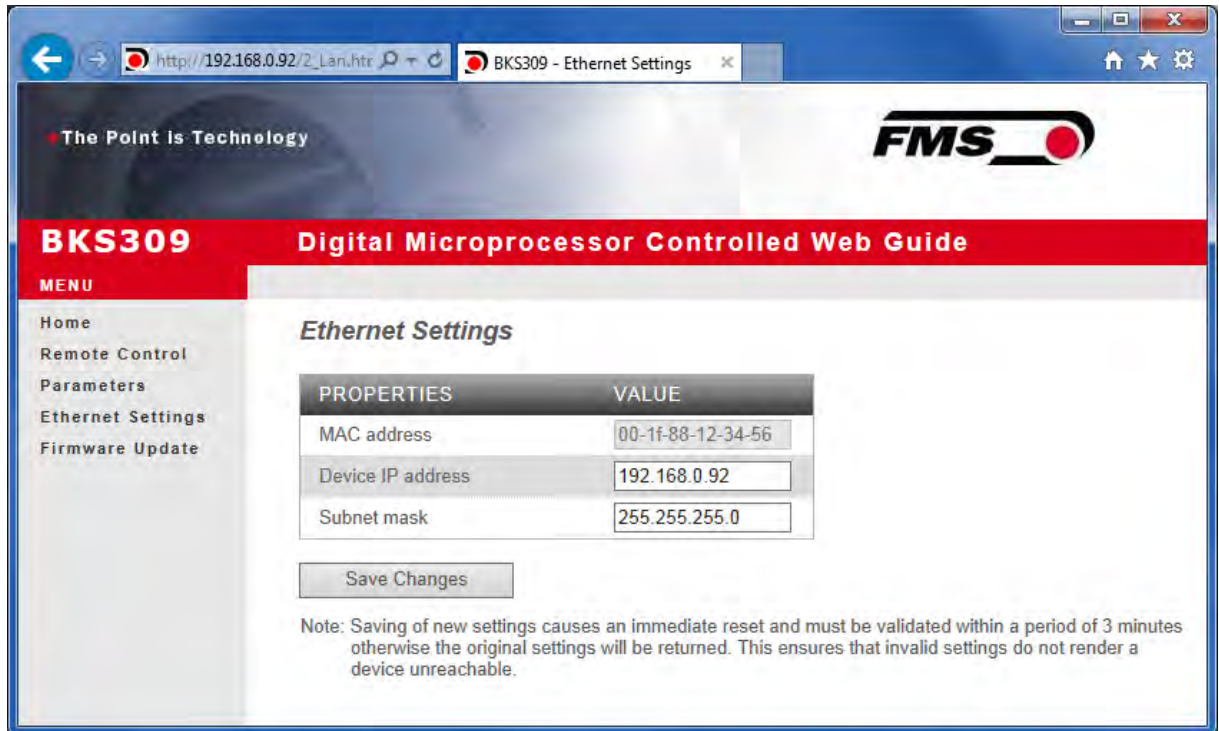 http://192.168.0.92/2_Lan.htr
BKS309 - Ethernet Settings
The Point is Technology
FMS
BKS309
Digital Microprocessor Controlled Web Guide
MENU
Home
Remote Control
Parameters
Ethernet Settings
Firmware Update
Ethernet Settings
PROPERTIES VALUE
MAC address 00-1f-88-12-34-56
Device IP address 192.168.0.92
Subnet mask 255.255.255.0
Save Changes
Note: Saving of new settings causes an immediate reset and must be validated within a period of 3 minutes
otherwise the original settings will be returned. This ensures that invalid settings do not render a
device unreachable.